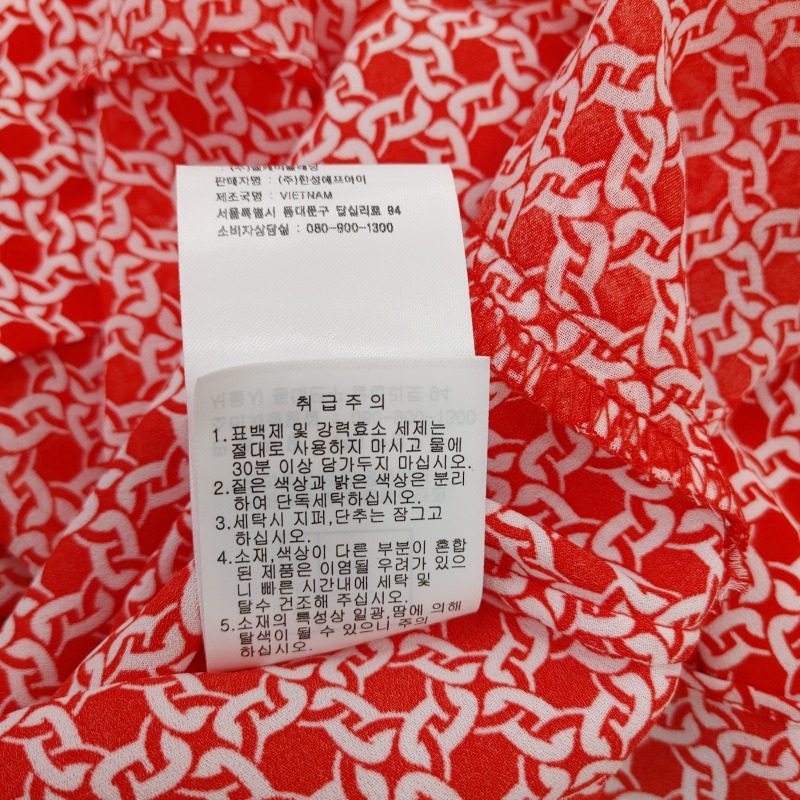 판매자명 : (주)한성에프아이
제조국명 : VIETNAM
서울특별시 동대문구 답십리로 94
소비자상담실 : 080-900-1300
취급주의
1. 표백제 및 강력효소 세제는
절대로 사용하지 마시고 물에
30분 이상 담가두지 마십시오.
2. 짙은 색상과 밝은 색상은 분리
하여 단독세탁하십시오.
3. 세탁시 지퍼,단추는 잠그고
하십시오.
4. 소재,색상이 다른 부분이 혼합
된 제품은 이염될 우려가 있으
니 빠른 시간내에 세탁 및
탈수 건조해 주십시오.
5. 소재의 특성상 일광,땀에 의해
탈색이 될 수 있으니 주의
하십시오.